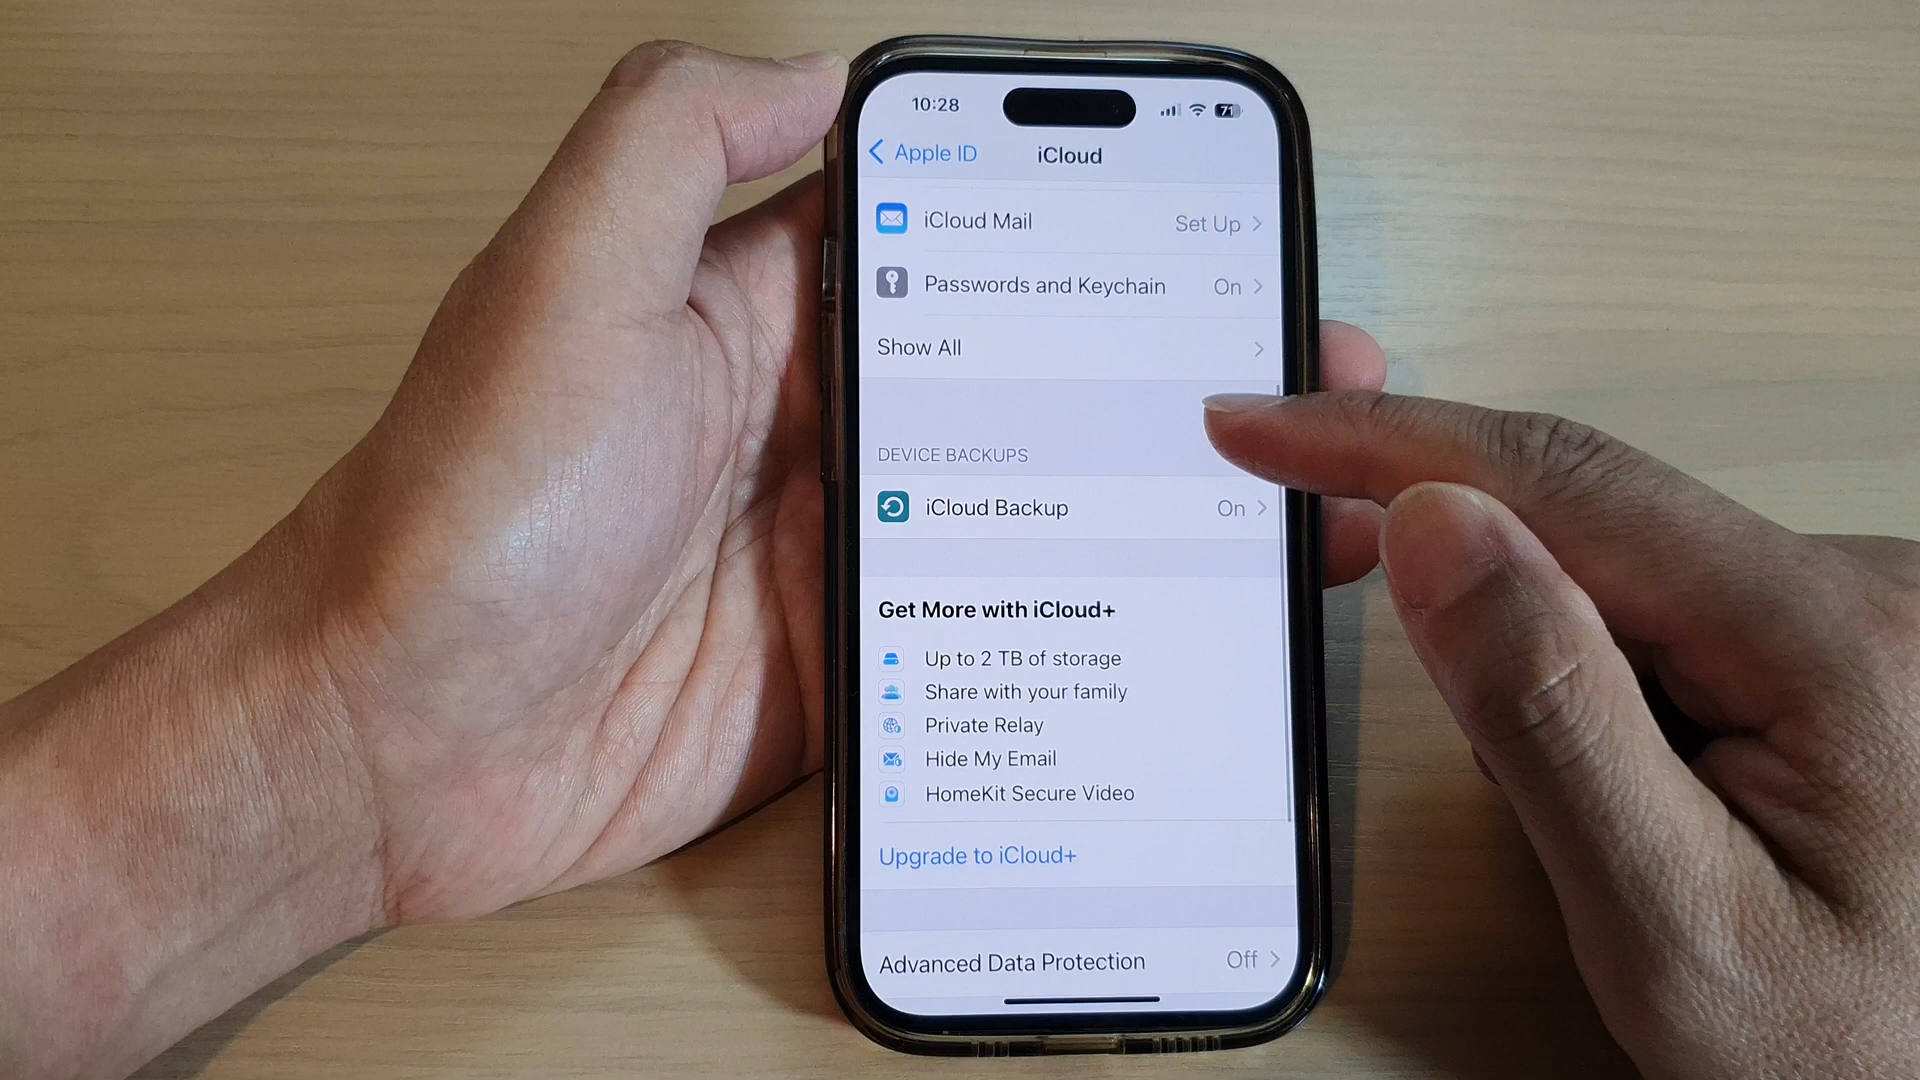 10:28
71
Apple ID
iCloud
iCloud Mail Set Up
Passwords and Keychain On
Show All
DEVICE BACKUPS
iCloud Backup On
Get More with iCloud+
Up to 2 TB of storage
Share with your family
Private Relay
Hide My Email
HomeKit Secure Video
Upgrade to iCloud+
Advanced Data Protection Off